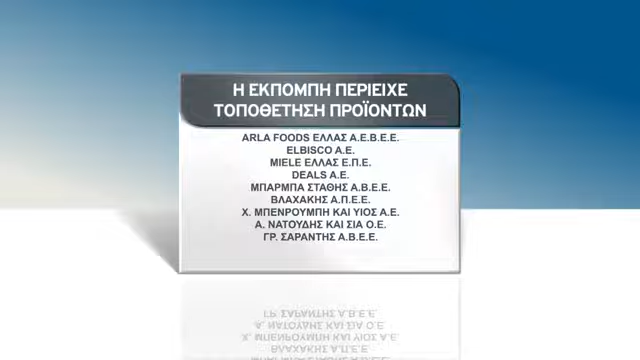 Η ΕΚΠΟΜΠΗ ΠΕΡΙΕΙΧΕ
ΤΟΠΟΘΕΤΗΣΗ ΠΡΟΪΟΝΤΩΝ
ARLA FOODS ΕΛΛΑΣ Α.Ε.Β.Ε.Ε.
ELBISCO Α.Ε.
MIELE ΕΛΛΑΣ Ε.Π.Ε.
DEALS Α.Ε.
ΜΠΑΡΜΠΑ ΣΤΑΘΗΣ Α.Β.Ε.Ε.
ΒΛΑΧΑΚΗΣ Α.Π.Ε.Ε.
Χ. ΜΠΕΝΡΟΥΜΠΗ ΚΑΙ ΥΙΟΣ Α.Ε.
Α. ΝΑΤΟΥΔΗΣ ΚΑΙ ΣΙΑ Ο.Ε.
ΓΡ. ΣΑΡΑΝΤΗΣ Α.Β.Ε.Ε.